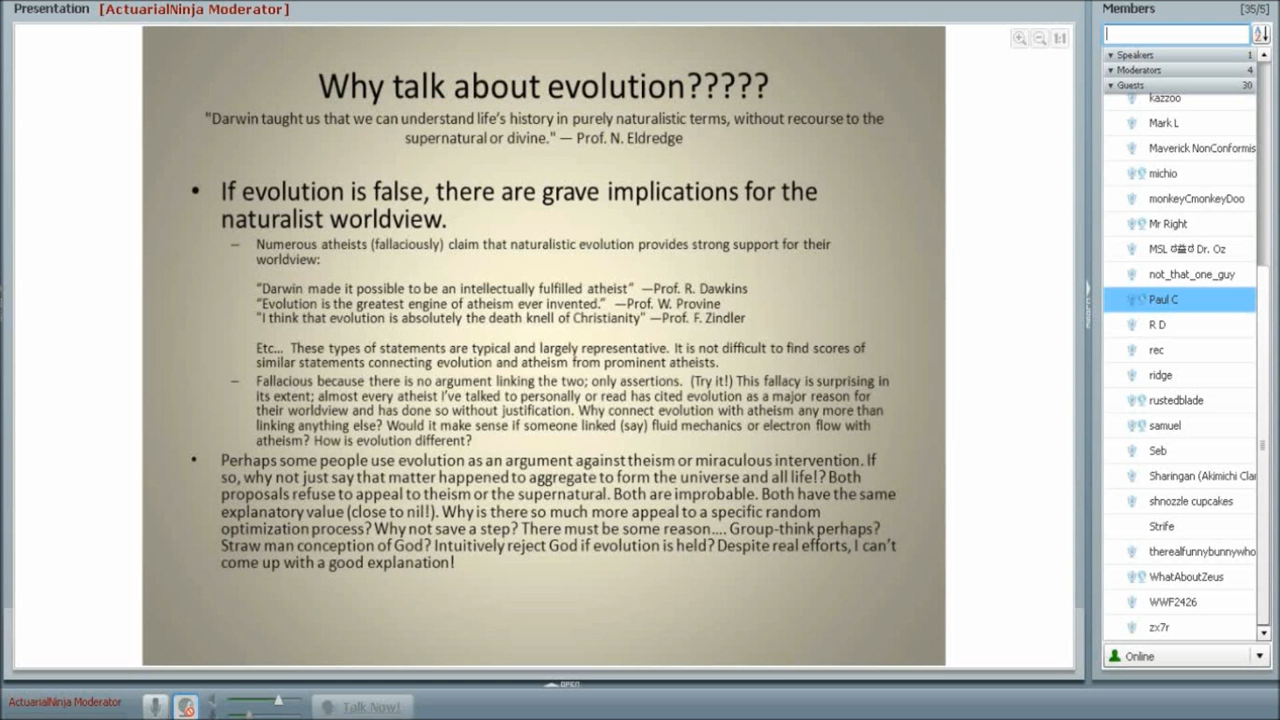 Presentation [ActuarialNinja Moderator]
Why talk about evolution?????
"Darwin taught us that we can understand life's history in purely naturalistic terms, without recourse to the
supernatural or divine." — Prof. N. Eldredge
• If evolution is false, there are grave implications for the
naturalist worldview.
– Numerous atheists (fallaciously) claim that naturalistic evolution provides strong support for their
worldview:
"Darwin made it possible to be an intellectually fulfilled atheist" —Prof. R. Dawkins
"Evolution is the greatest engine of atheism ever invented." —Prof. W. Provine
"I think that evolution is absolutely the death knell of Christianity" —Prof. F. Zindler
Etc... These types of statements are typical and largely representative. It is not difficult to find scores of
similar statements connecting evolution and atheism from prominent atheists.
– Fallacious because there is no argument linking the two; only assertions. (Try it!) This fallacy is surprising in
its extent; almost every atheist I've talked to personally or read has cited evolution as a major reason for
their worldview and has done so without justification. Why connect evolution with atheism any more than
linking anything else? Would it make sense if someone linked (say) fluid mechanics or electron flow with
atheism? How is evolution different?
• Perhaps some people use evolution as an argument against theism or miraculous intervention. If
so, why not just say that matter happened to aggregate to form the universe and all life!? Both
proposals refuse to appeal to theism or the supernatural. Both are improbable. Both have the same
explanatory value (close to nil!). Why is there so much more appeal to a specific random
optimization process? Why not save a step? There must be some reason.... Group-think perhaps?
Straw man conception of God? Intuitively reject God if evolution is held? Despite real efforts, I can't
come up with a good explanation!
Members [35/5]
Speakers 1
Moderators 4
Guests 30
kazzoo
Mark L
Maverick NonConformis
michio
monkeyCmonkeyDoo
Mr Right
MSL Dr. Oz
not_that_one_guy
Paul C
R D
rec
ridge
rustedblade
samuel
Seb
Sharingan (Akimichi Clar
shnozzle cupcakes
Strife
therealfunnybunnywho
WhatAboutZeus
WWF2426
zx7r
Online
OPEN
ActuarialNinja Moderator
Talk Now!